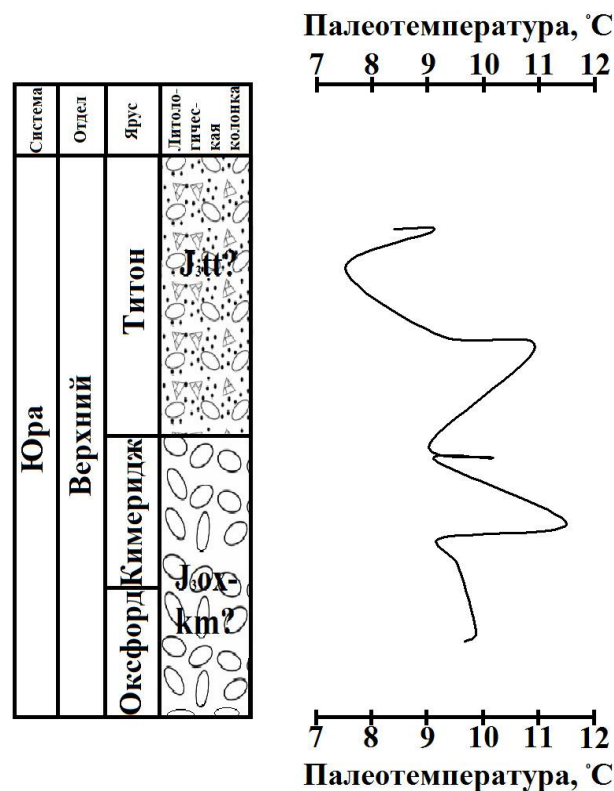 Палеотемпература, °С
7 8 9 10 11 12
Система
Отдел
Ярус
Литоло-
гичес-
кая
колонка
Юра
Верхний
Титон
J₃tt?
Кимеридж
Оксфорд
J₃ox-
km?
7 8 9 10 11 12
Палеотемпература, °С